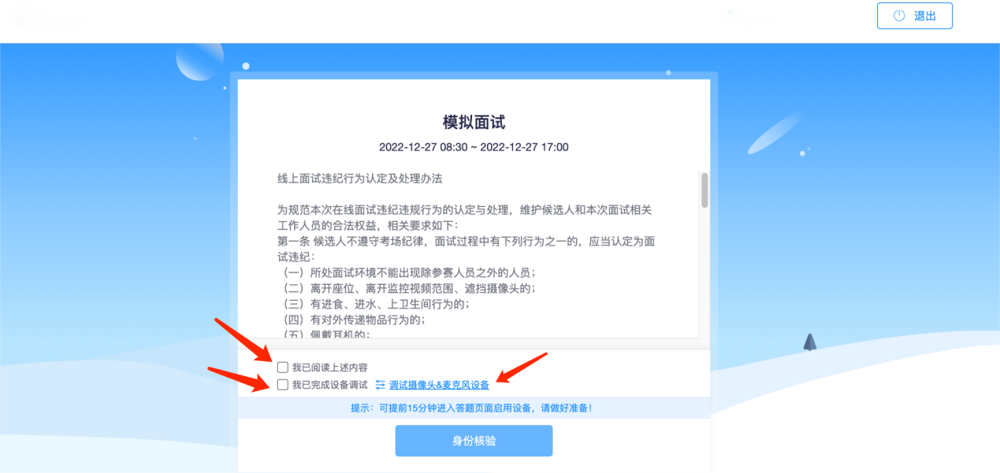 退出
模拟面试
2022-12-27 08:30 ~ 2022-12-27 17:00
线上面试违纪行为认定及处理办法
为规范本次在线面试违纪违规行为的认定与处理，维护候选人和本次面试相关
工作人员的合法权益，相关要求如下：
第一条 候选人不遵守考场纪律，面试过程中有下列行为之一的，应当认定为面
试违纪：
（一）所处面试环境不能出现除参赛人员之外的人员；
（二）离开座位、离开监控视频范围、遮挡摄像头的；
（三）有进食、进水、上卫生间行为的；
（四）有对外传递物品行为的；
（五）佩戴耳机的；
我已阅读上述内容
我已完成设备调试 调试摄像头&麦克风设备
提示：可提前15分钟进入答题页面启用设备，请做好准备！
身份核验